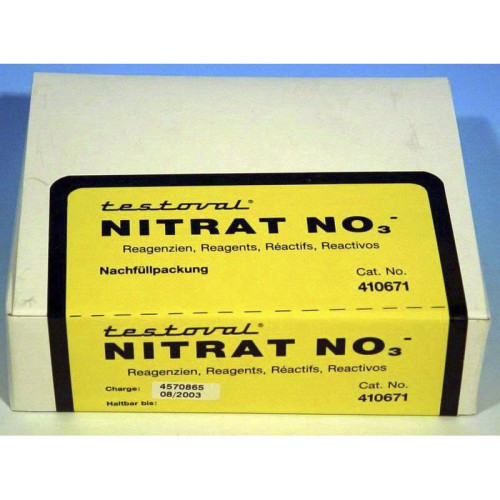 testoval®
NITRAT NO₃⁻
Reagenzien, Reagents, Réactifs, Reactivos
Nachfüllpackung
Cat. No.
410671
testoval®
NITRAT NO₃⁻
Reagenzien, Reagents, Réactifs, Reactivos
Charge: 4570865
08/2003
Haltbar bis:
Cat. No.
410671